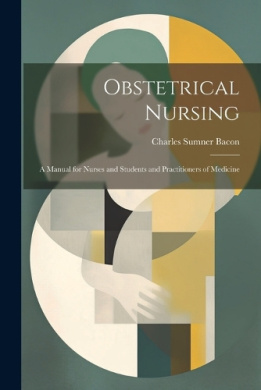 Obstetrical
Nursing
Charles Sumner Bacon
A Manual for Nurses and Students and Practitioners of Medicine